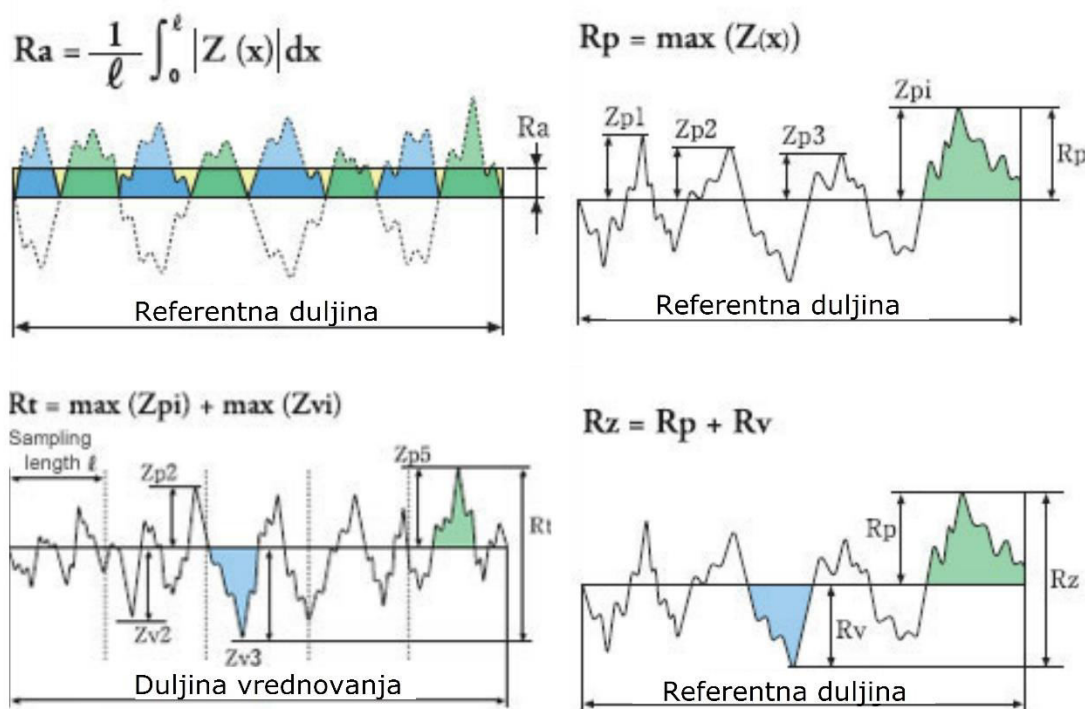 Ra = 1/ℓ ∫₀ℓ |Z (x)|dx
Ra
Referentna duljina
Rp = max (Z(x))
Zp1
Zp2
Zp3
Zpi
Rp
Referentna duljina
Rt = max (Zpi) + max (Zvi)
Sampling
length ℓ
Zp2
Zp5
Rt
Zv2
Zv3
Duljina vrednovanja
Rz = Rp + Rv
Rp
Rz
Rv
Referentna duljina